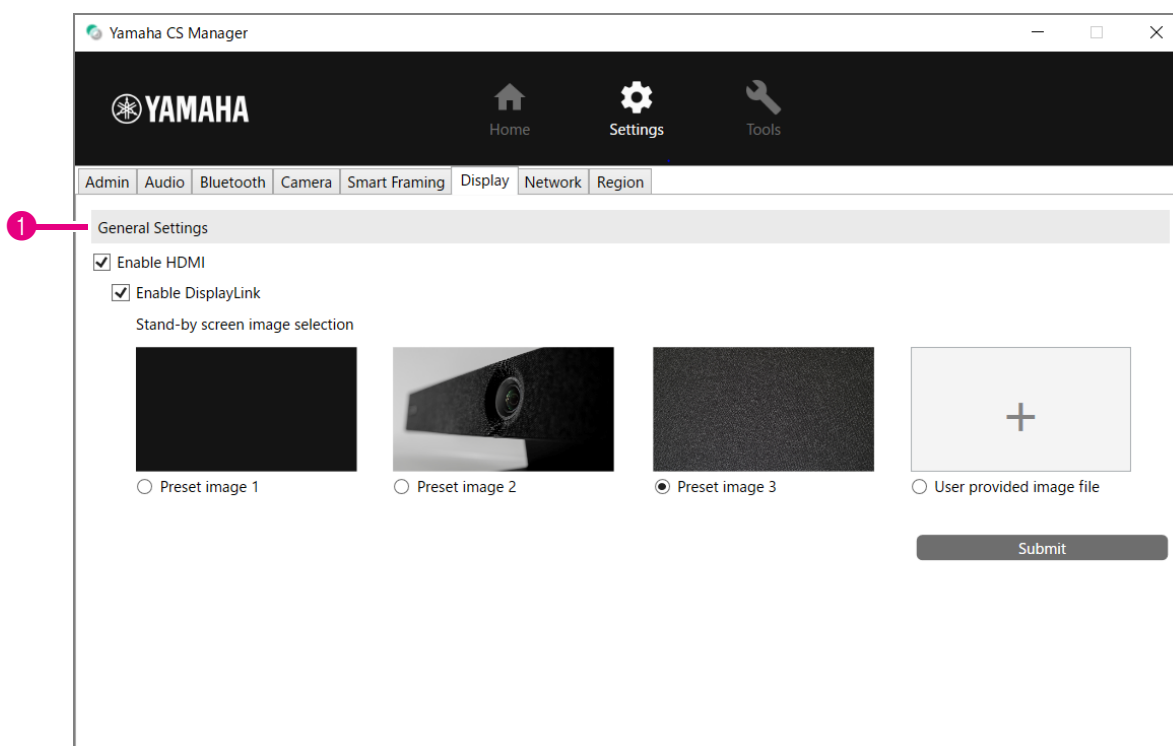 Yamaha CS Manager
YAMAHA
Home Settings Tools
Admin Audio Bluetooth Camera Smart Framing Display Network Region
1
General Settings
Enable HDMI
Enable DisplayLink
Stand-by screen image selection
Preset image 1 Preset image 2 Preset image 3 User provided image file
Submit